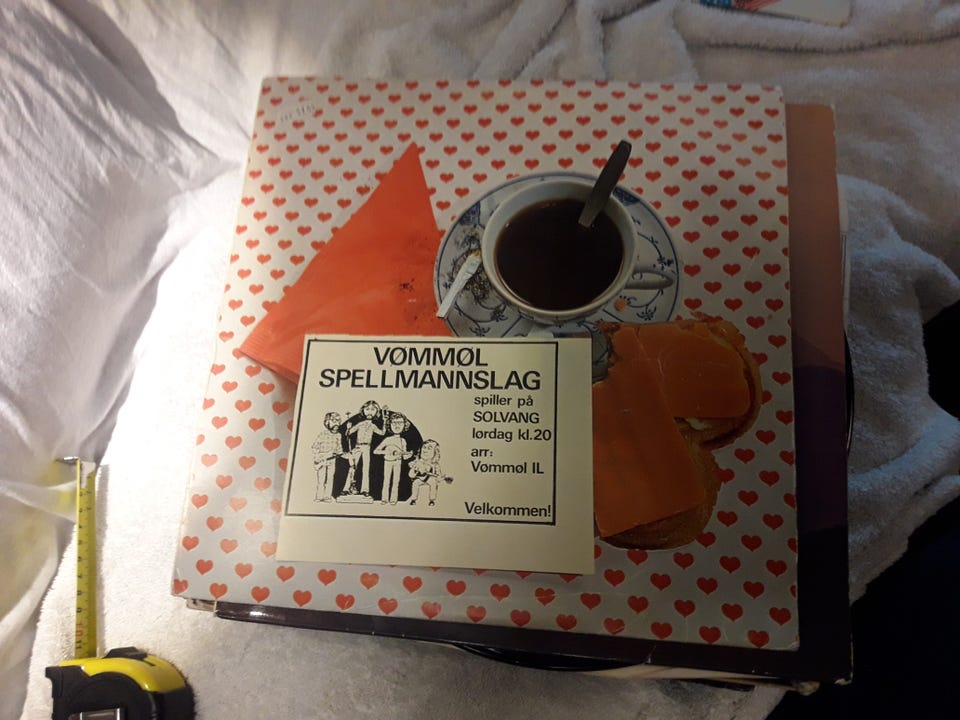 VØMMØL
SPELLMANNSLAG
spiller på
SOLVANG
lørdag kl.20
arr:
Vømmøl IL
Velkommen!